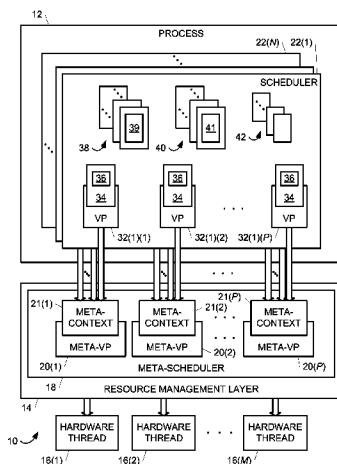 12
PROCESS
22(N) 22(1)
SCHEDULER
39 41 42
38 40
36 36 36
34 34 . . . 34
VP VP VP
32(1)(1) 32(1)(2) 32(1)(P)
. . . .
21(1) 21(2) 21(P)
META-CONTEXT META-CONTEXT META-CONTEXT
META-VP META-VP META-VP
20(1) 20(2) 20(P)
18 META-SCHEDULER
14 RESOURCE MANAGEMENT LAYER
10 HARDWARE THREAD HARDWARE THREAD . . . HARDWARE THREAD
16(1) 16(2) 16(M)